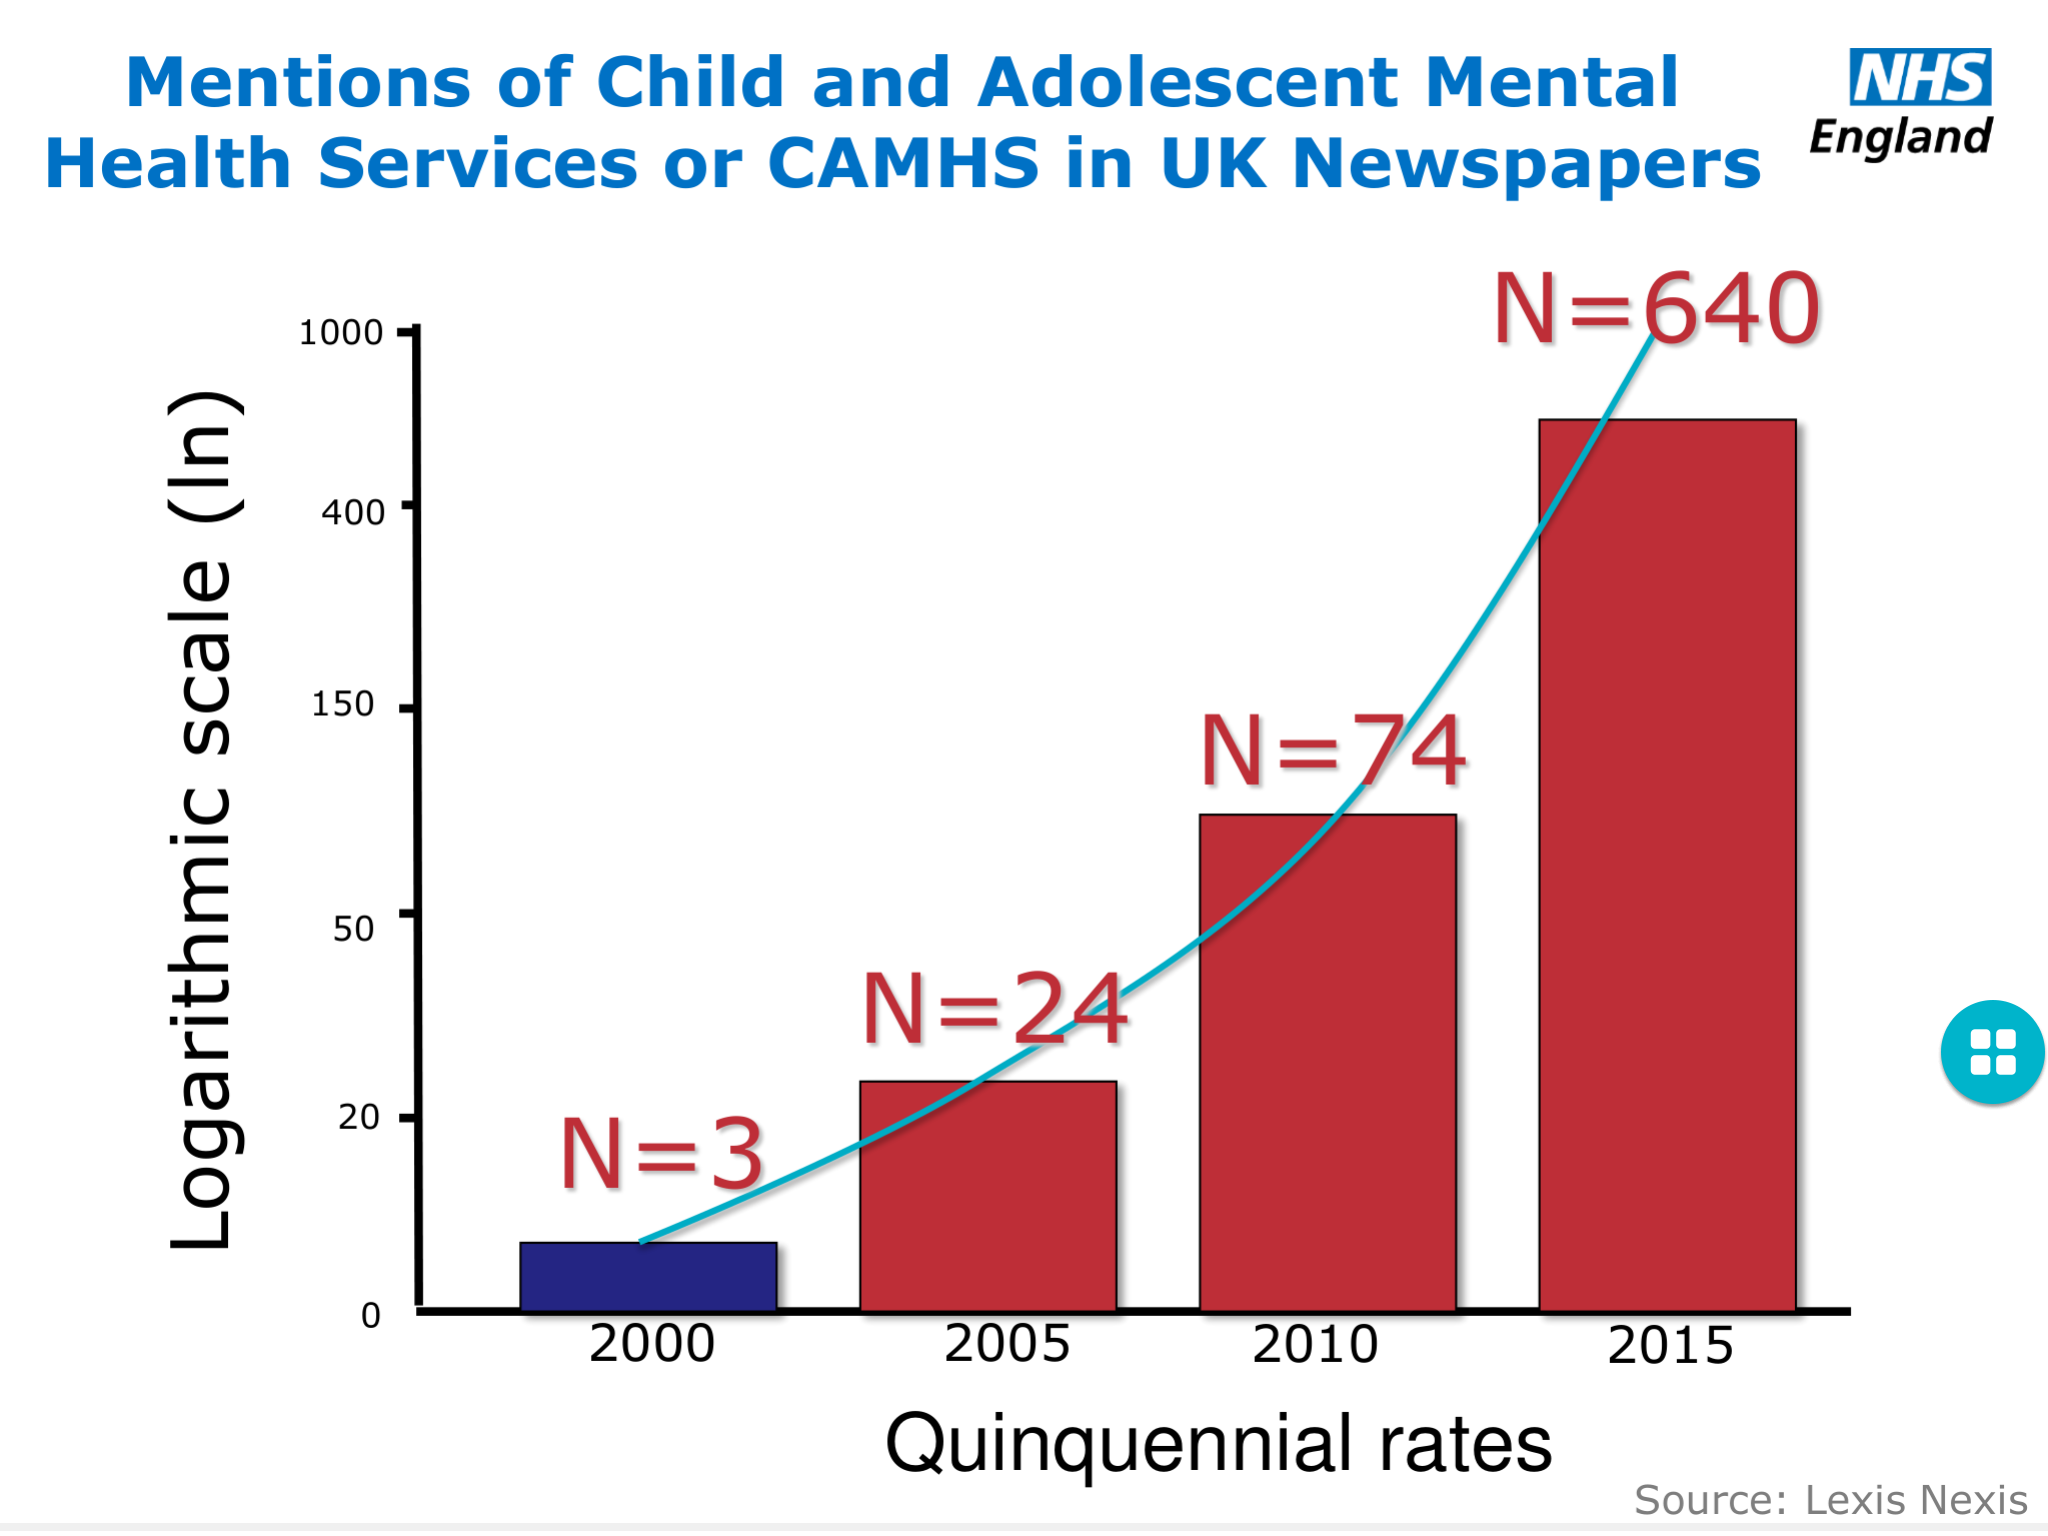 Mentions of Child and Adolescent Mental
Health Services or CAMHS in UK Newspapers
NHS
England
Logarithmic scale (ln)
1000
400
150
50
20
0
N=3
N=24
N=74
N=640
2000 2005 2010 2015
Quinquennial rates
Source: Lexis Nexis